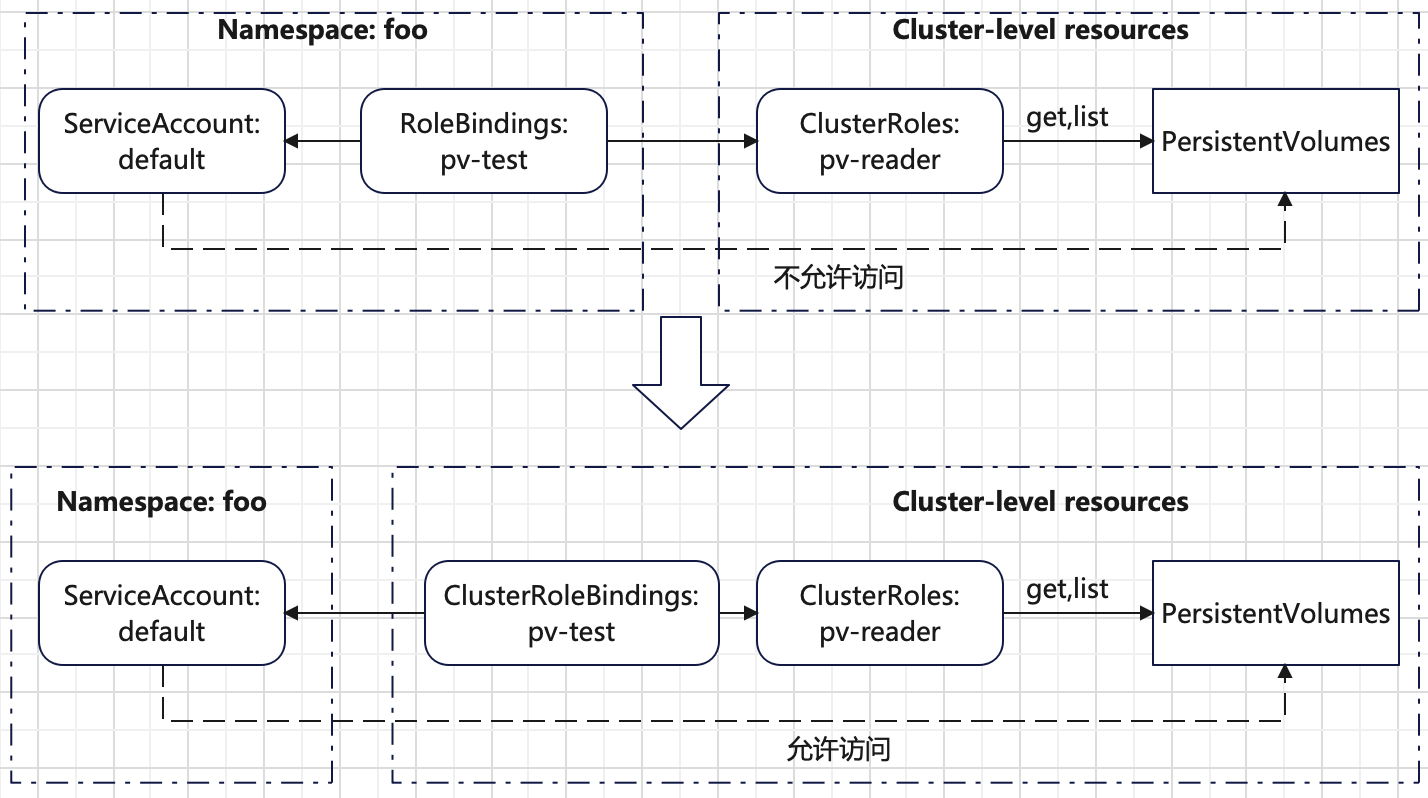 Namespace: foo
Cluster-level resources
ServiceAccount:
default
RoleBindings:
pv-test
ClusterRoles:
pv-reader
get,list
PersistentVolumes
不允许访问
Namespace: foo
Cluster-level resources
ServiceAccount:
default
ClusterRoleBindings:
pv-test
ClusterRoles:
pv-reader
get,list
PersistentVolumes
允许访问